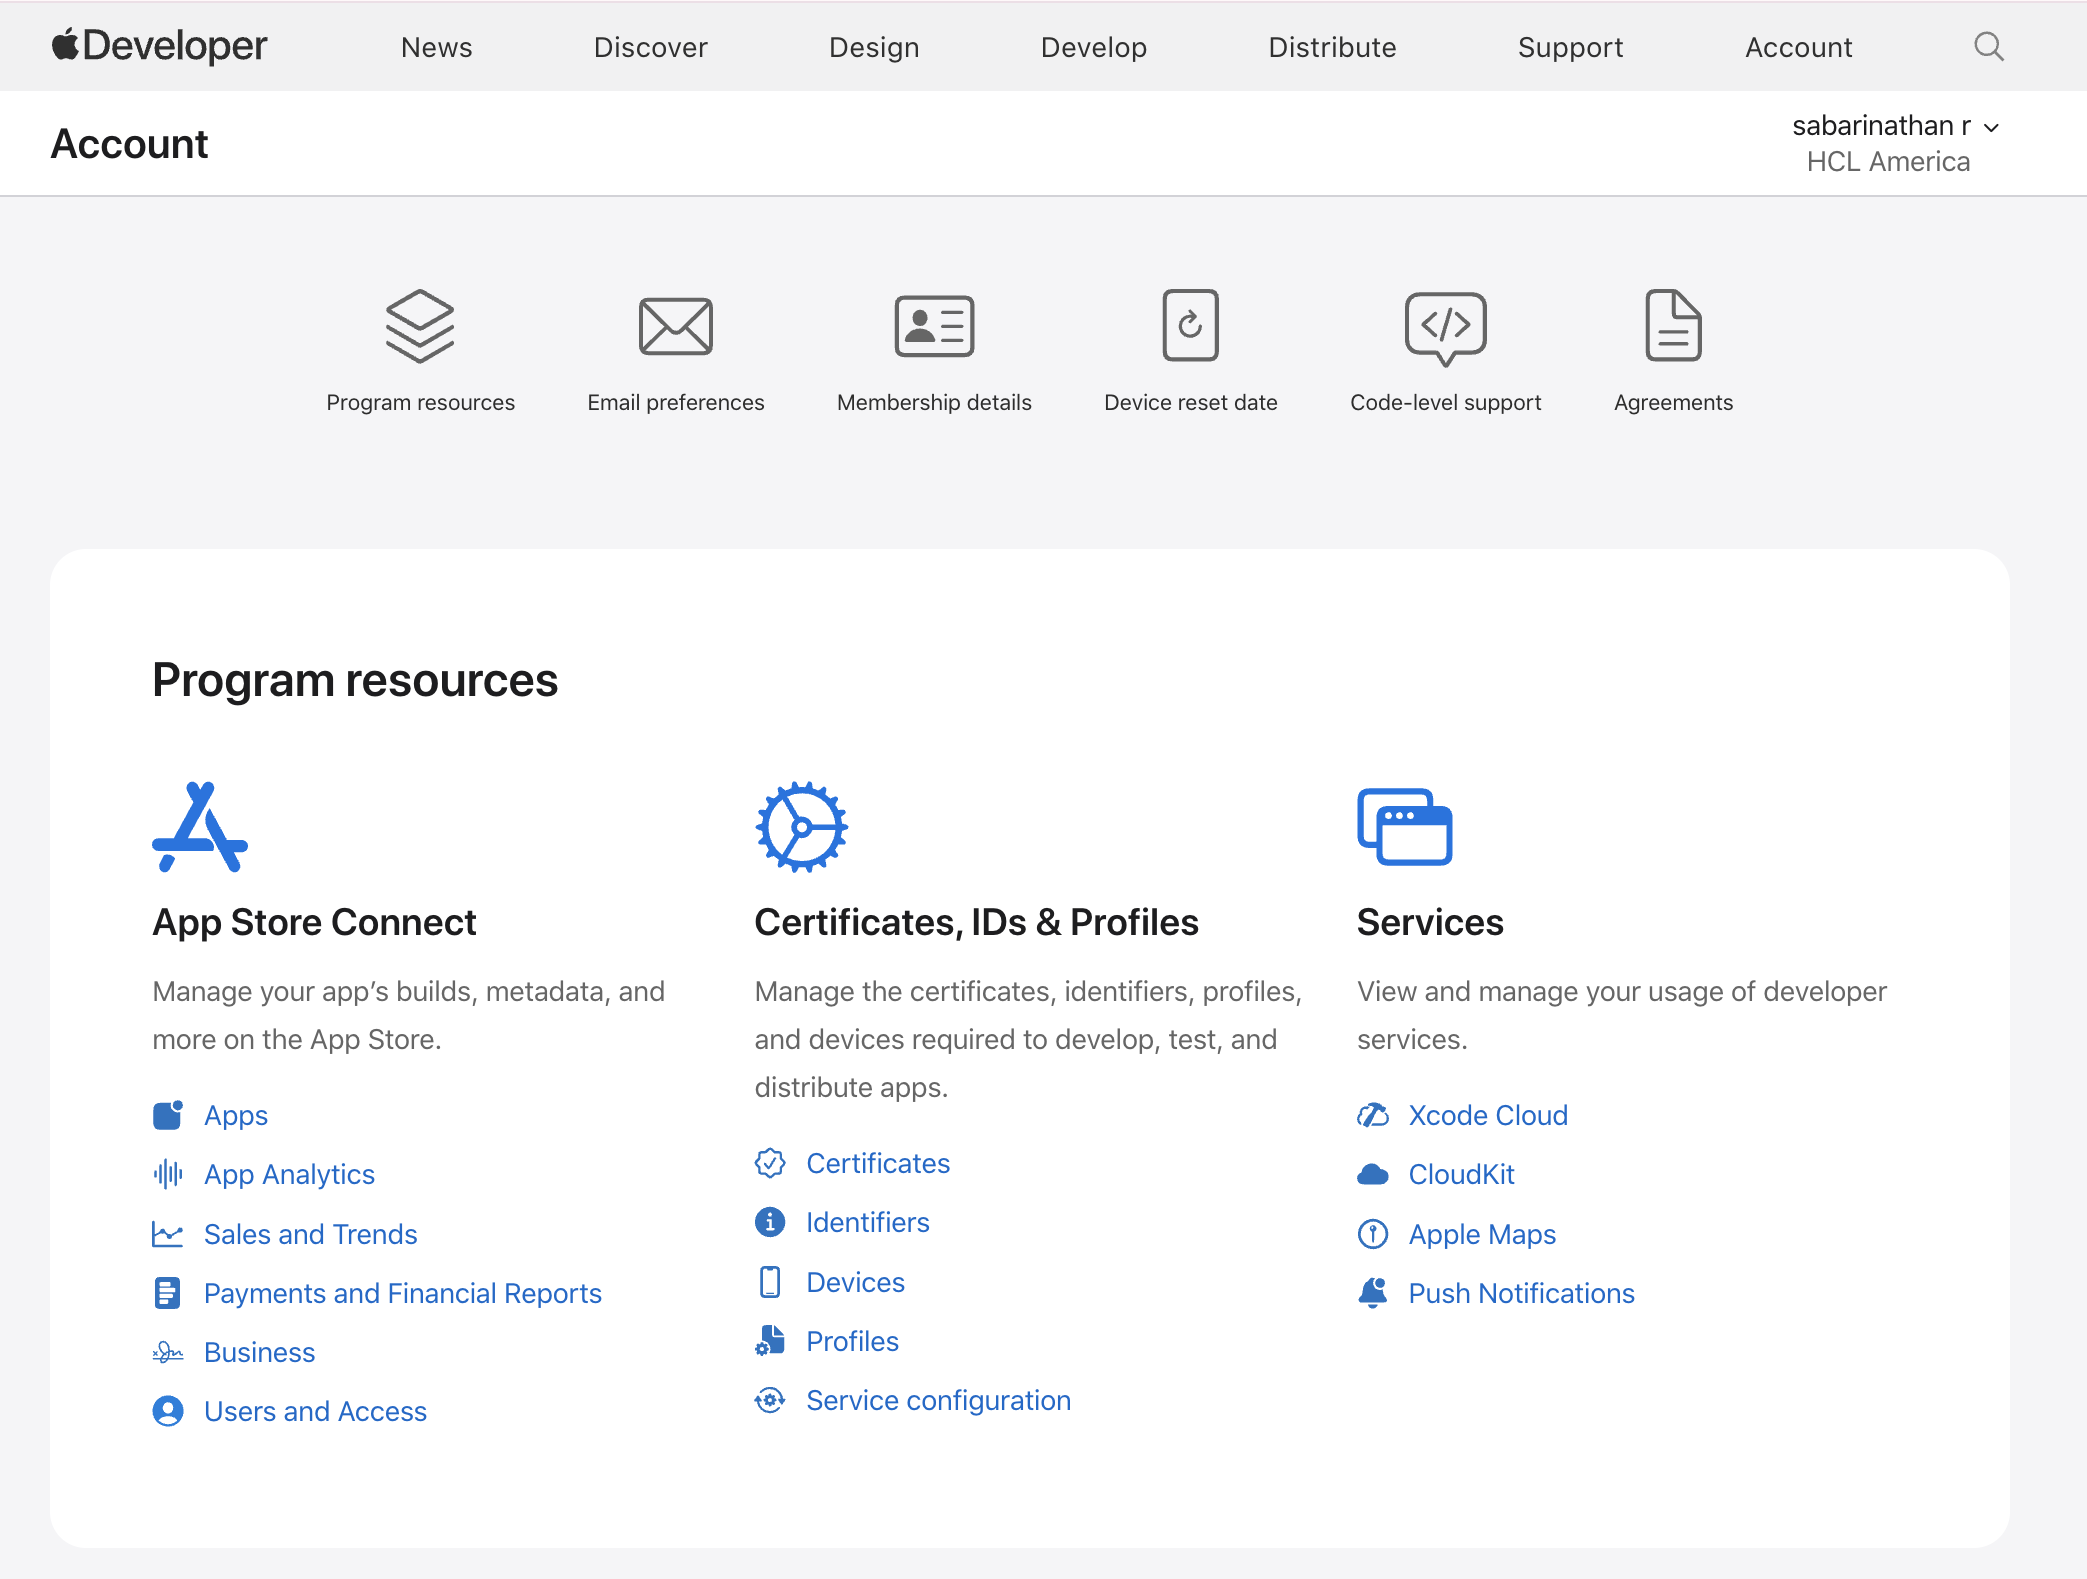 Developer
News
Discover
Design
Develop
Distribute
Support
Account
Account
sabarinathan r
HCL America
Program resources
Email preferences
Membership details
Device reset date
Code-level support
Agreements
Program resources
App Store Connect
Manage your app’s builds, metadata, and
more on the App Store.
Apps
App Analytics
Sales and Trends
Payments and Financial Reports
Business
Users and Access
Certificates, IDs & Profiles
Manage the certificates, identifiers, profiles,
and devices required to develop, test, and
distribute apps.
Certificates
Identifiers
Devices
Profiles
Service configuration
Services
View and manage your usage of developer
services.
Xcode Cloud
CloudKit
Apple Maps
Push Notifications